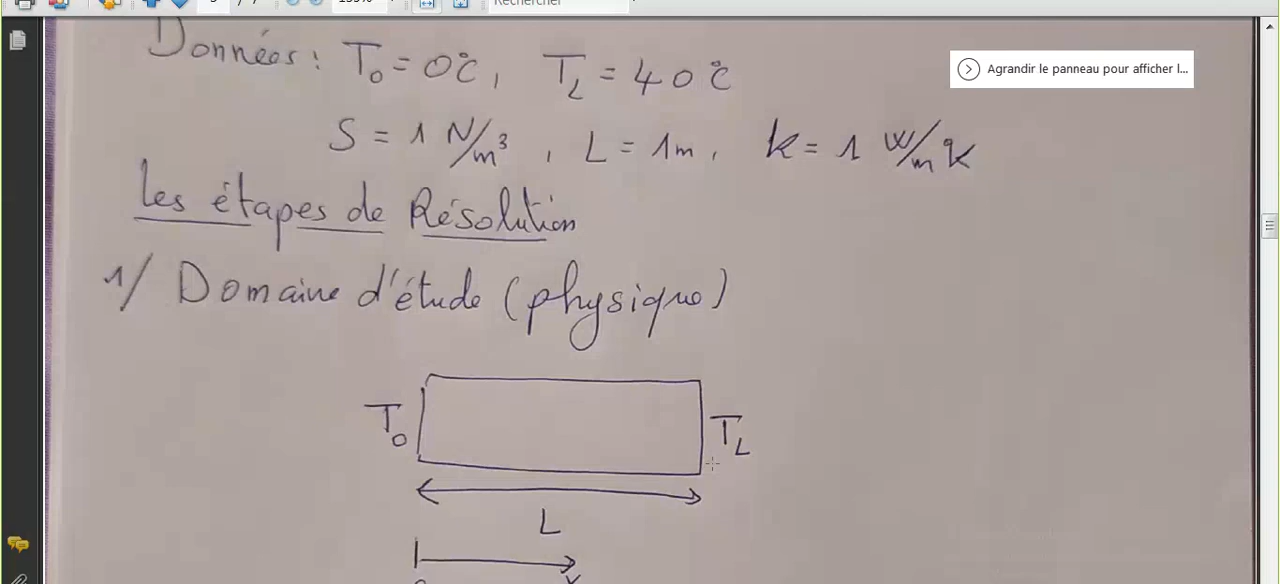 Rechercher
Agrandir le panneau pour afficher l...
Données : T₀ = 0°C, T_L = 40°C
S = 1 N/m³, L = 1m, k = 1 W/m°K
Les étapes de Résolution
1/ Domaine d'étude (physique)
T₀ T_L
L